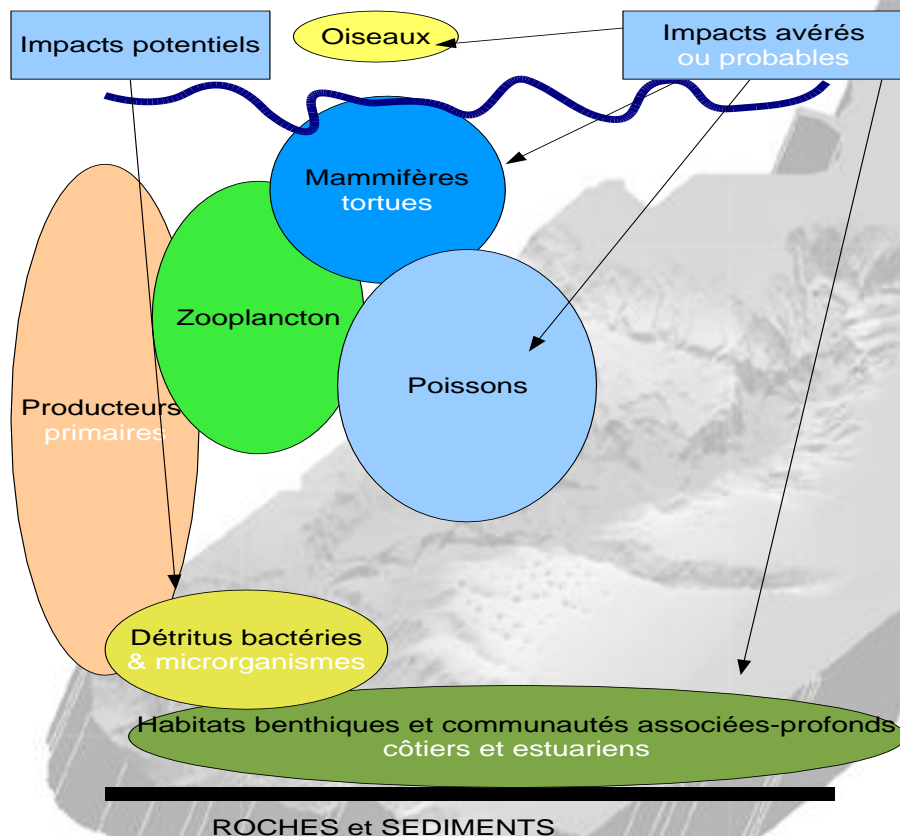 Impacts potentiels
Oiseaux
Impacts avérés
ou probables
Mammifères
tortues
Zooplancton
Poissons
Producteurs
primaires
Détritus bactéries
& microrganismes
Habitats benthiques et communautés associées-profonds
côtiers et estuariens
ROCHES et SEDIMENTS